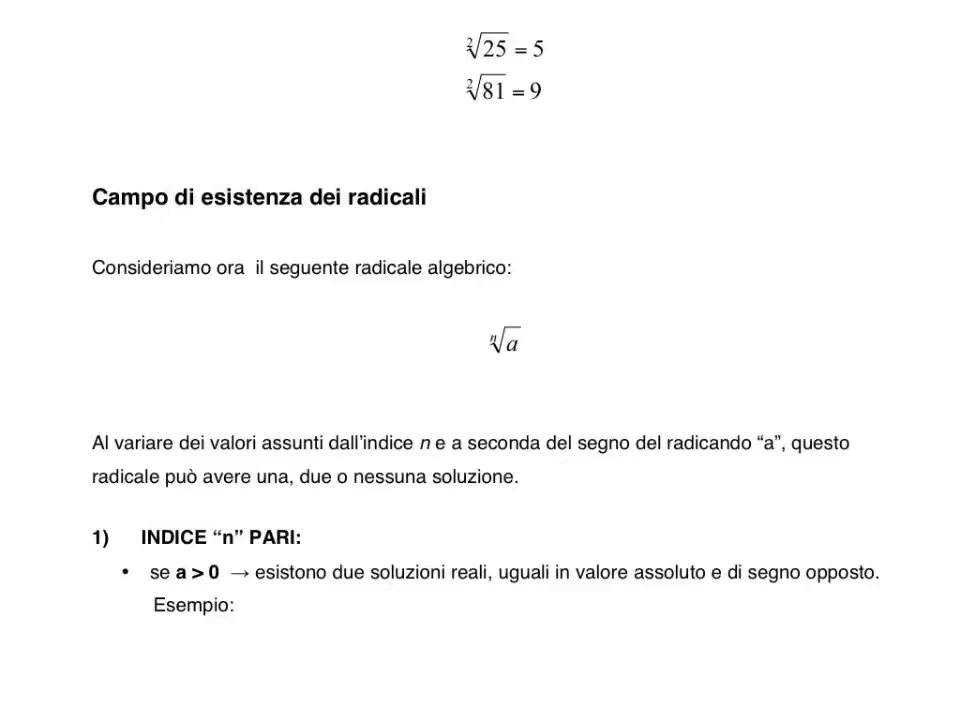 ²√25 = 5
²√81 = 9
Campo di esistenza dei radicali
Consideriamo ora il seguente radicale algebrico:
ⁿ√a
Al variare dei valori assunti dall’indice n e a seconda del segno del radicando “a”, questo
radicale può avere una, due o nessuna soluzione.
1) INDICE “n” PARI:
• se a > 0 → esistono due soluzioni reali, uguali in valore assoluto e di segno opposto.
Esempio: